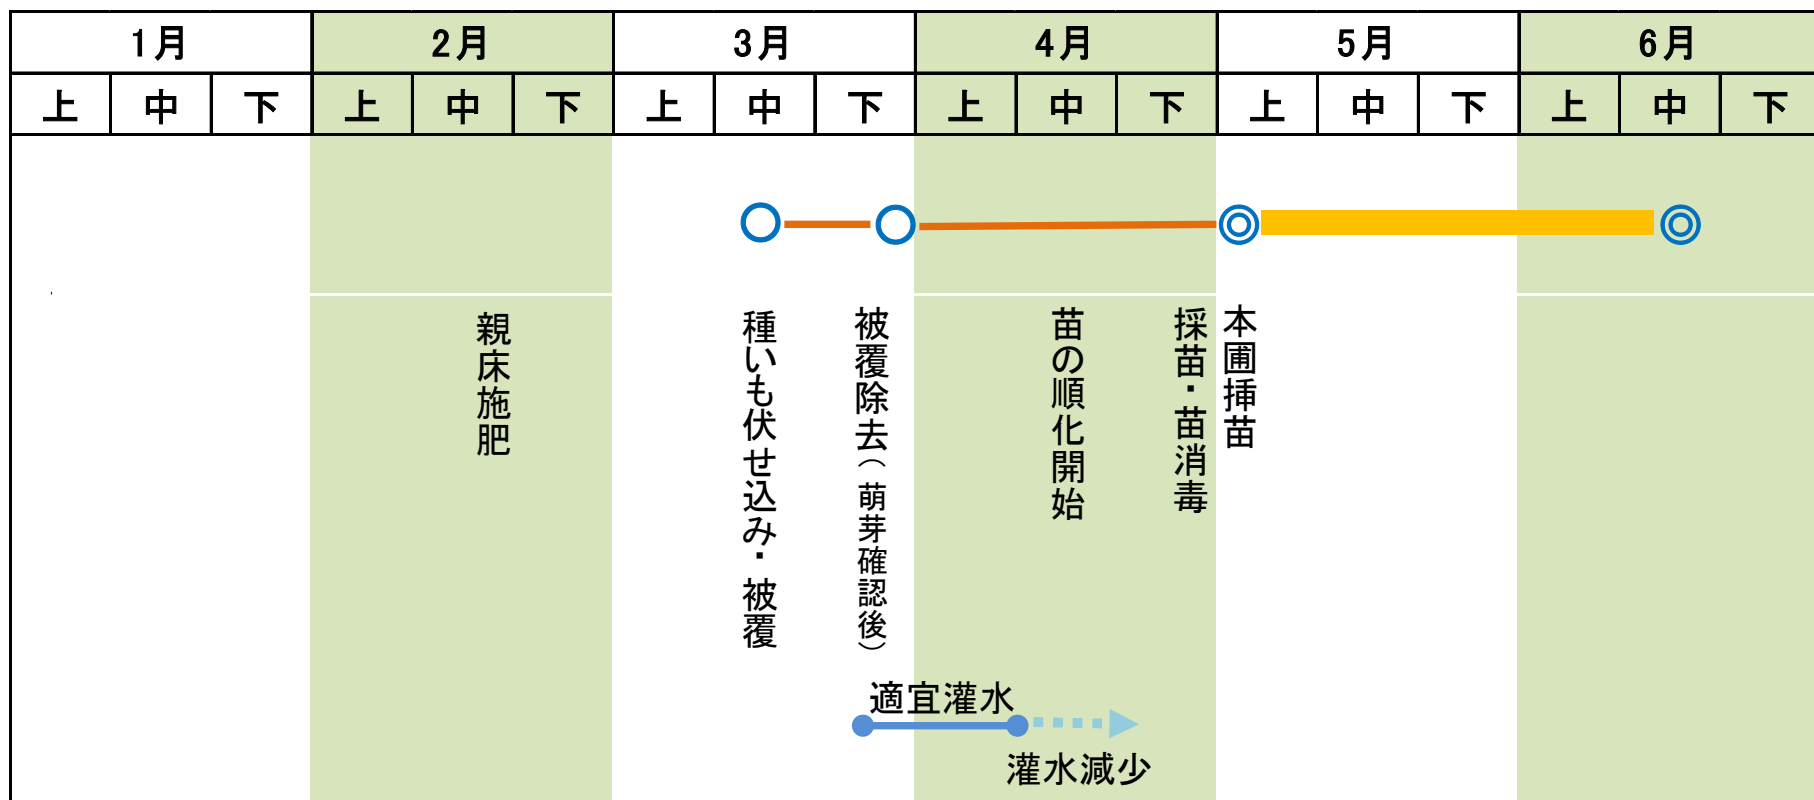 1月 2月 3月 4月 5月 6月
上 中 下 上 中 下 上 中 下 上 中 下 上 中 下 上 中 下
親床施肥
種いも伏せ込み・被覆
被覆除去（萌芽確認後）
苗の順化開始
採苗・苗消毒
本圃挿苗
適宜灌水
灌水減少